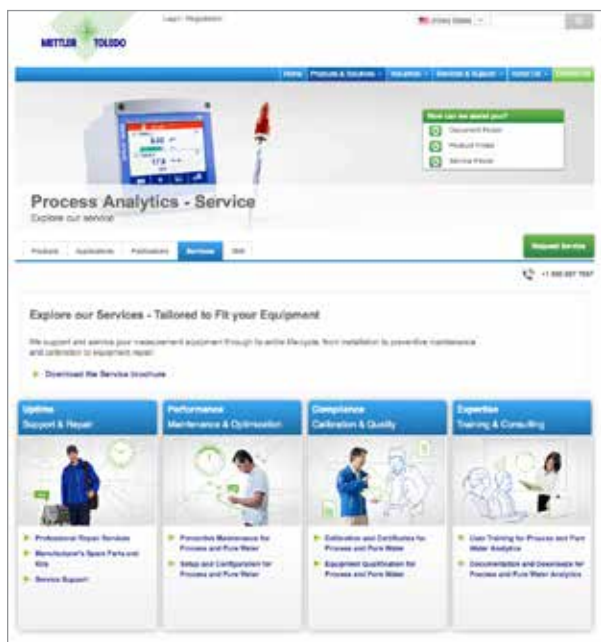 METTLER TOLEDO
Login Registration
United States
Home Products & Solutions Industries Services & Support About Us Contact Us
How can we assist you?
Document Finder
Product Finder
Service Finder
Process Analytics - Service
Explore our service
Products Applications Publications Services
Request Service
Explore our Services - Tailored to Fit your Equipment
We support and service your measurement equipment through its entire lifecycle, from installation to preventive maintenance
and calibration to equipment repair.
Download the Service brochure
Uptime
Support & Repair
Performance
Maintenance & Optimization
Compliance
Calibration & Quality
Expertise
Training & Consulting
Professional Repair Services
Manufacturer's Spare Parts and
Kits
Service Support
Preventive Maintenance for
Process and Pure Water
Setup and Configuration for
Process and Pure Water
Calibration and Certificates for
Process and Pure Water
Equipment Qualification for
Process and Pure Water
User Training for Process and Pure
Water Analytics
Documentation and Downloads for
Process and Pure Water Analytics